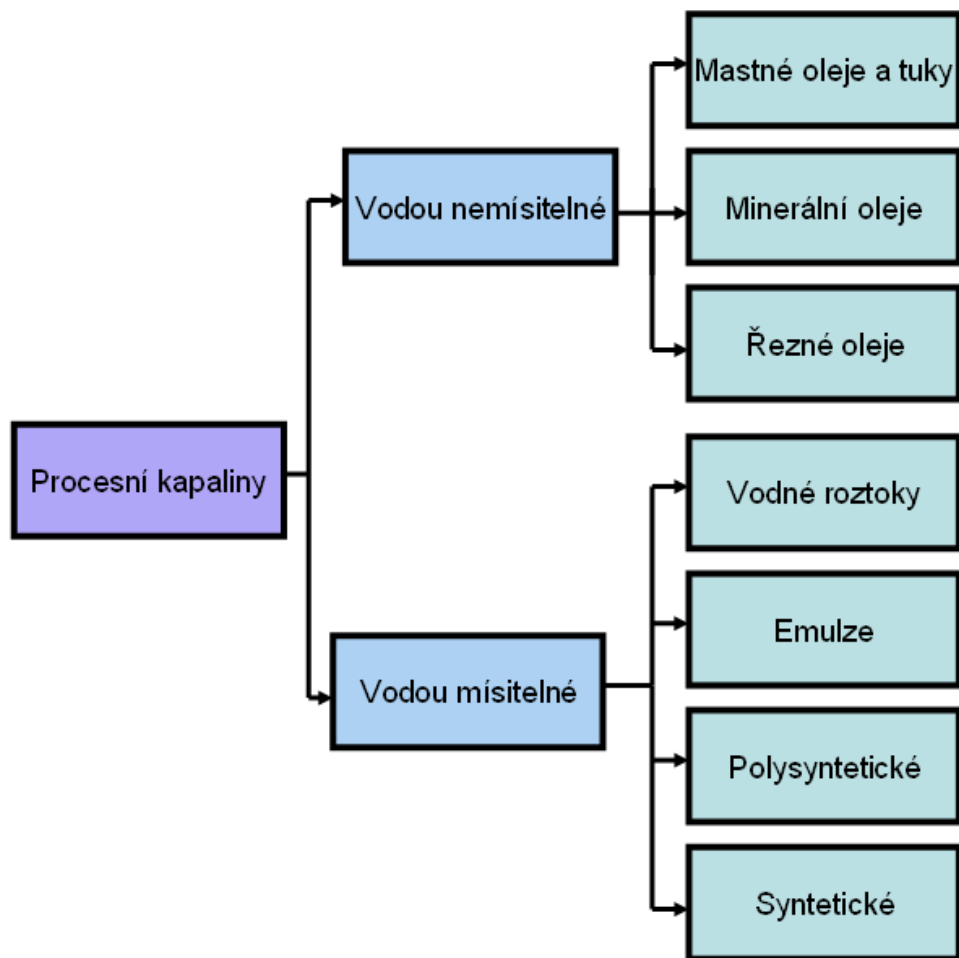 Procesní kapaliny
Vodou nemísitelné
Mastné oleje a tuky
Minerální oleje
Řezné oleje
Vodou mísitelné
Vodné roztoky
Emulze
Polysyntetické
Syntetické